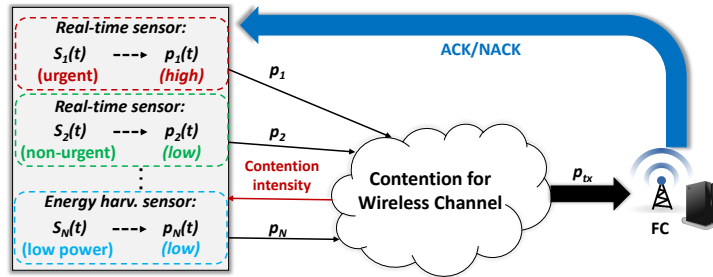 Real-time sensor:
S1(t) p1(t)
(urgent) (high)
Real-time sensor:
S2(t) p2(t)
(non-urgent) (low)
Energy harv. sensor:
SN(t) pN(t)
(low power) (low)
p1
p2
Contention
intensity
pN
Contention for
Wireless Channel
ACK/NACK
ptx
FC